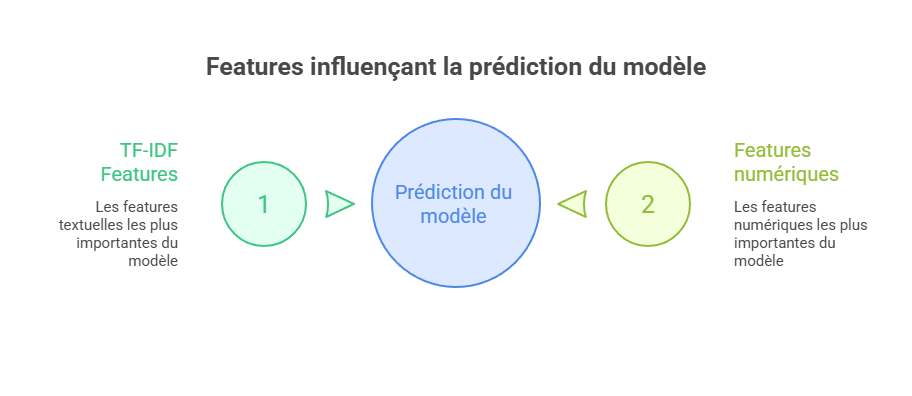 Features influençant la prédiction du modèle
TF-IDF
Features
Les features
textuelles les plus
importantes du
modèle
1
Prédiction du
modèle
2
Features
numériques
Les features
numériques les plus
importantes du
modèle